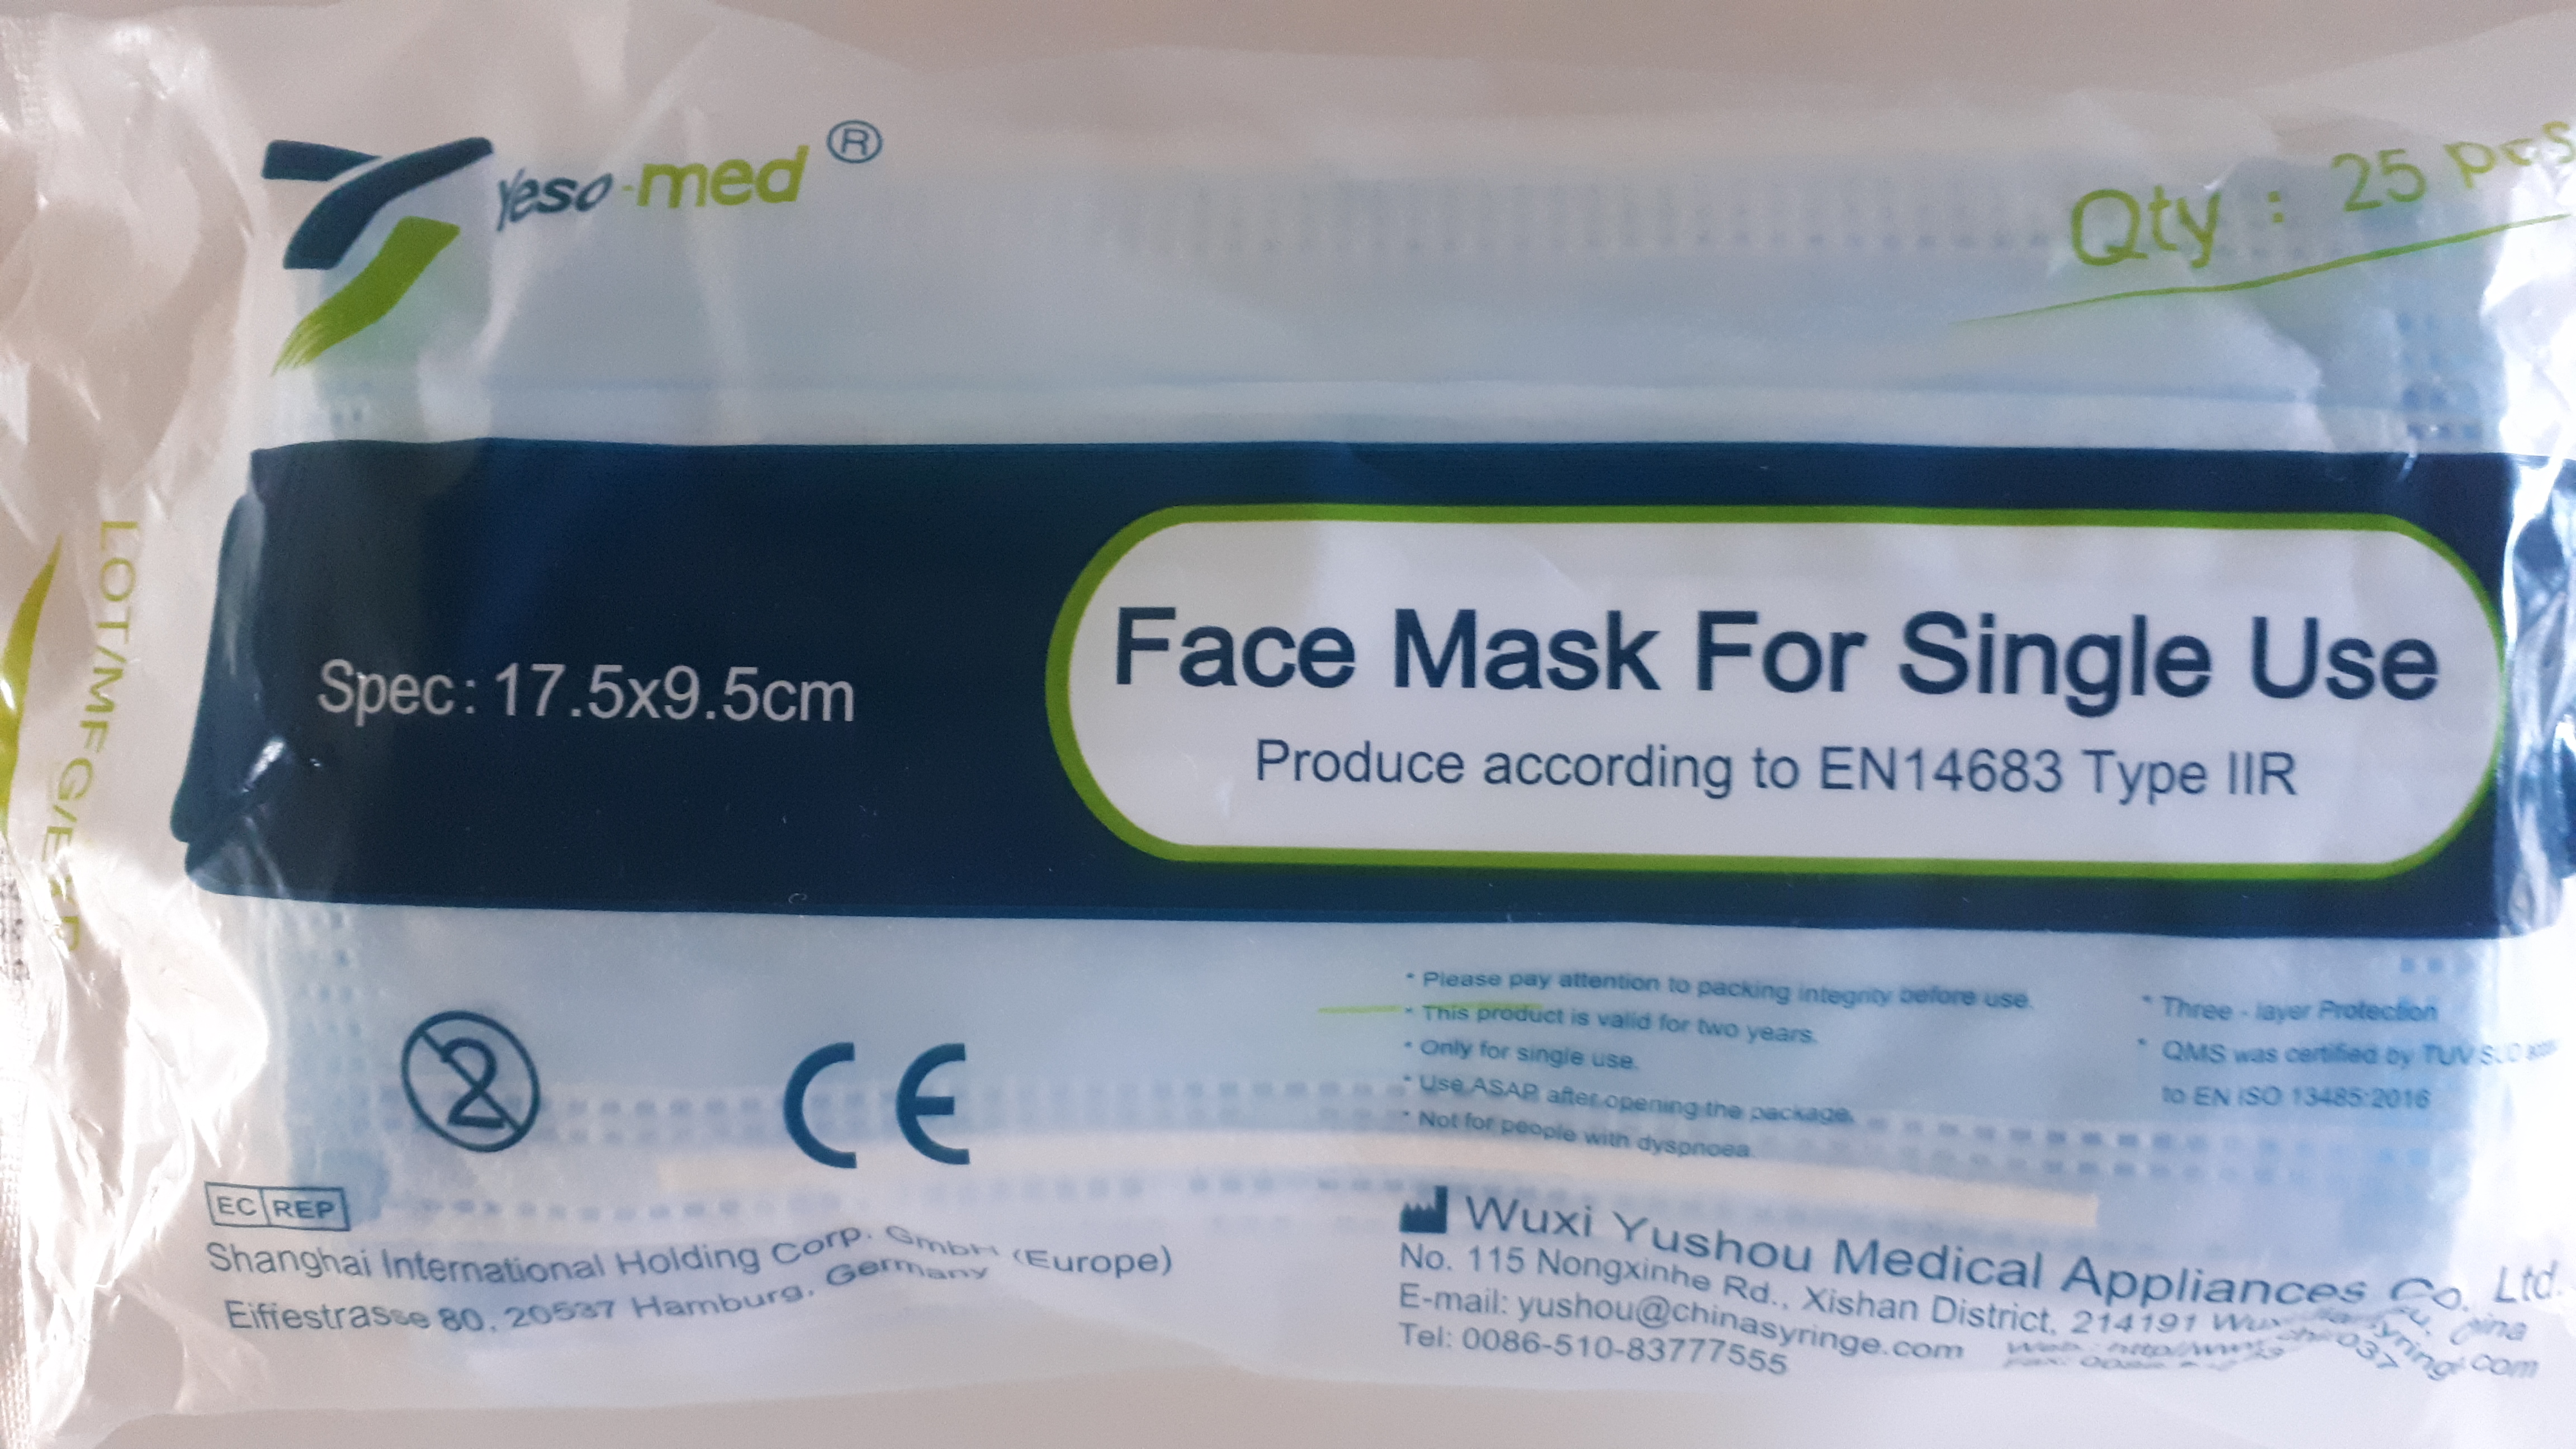 Yeso-med ®
Qty : 25 pcs
LOT/MFG/EXP
Spec: 17.5x9.5cm
Face Mask For Single Use
Produce according to EN14683 Type IIR
2
CE
* Please pay attention to packing integrity before use.
* This product is valid for two years.
* Only for single use.
* Use ASAP after opening the package.
* Not for people with dyspnoea.
* Three - layer Protection
* QMS was certified by TUV SUD
to EN ISO 13485:2016
EC REP
Shanghai International Holding Corp. GmbH (Europe)
Eiffestrasse 80, 20537 Hamburg, Germany
Wuxi Yushou Medical Appliances Co. Ltd.
No. 115 Nongxinhe Rd., Xishan District, 214191 China
E-mail: yushou@chinasyringe.com
Tel: 0086-510-83777555